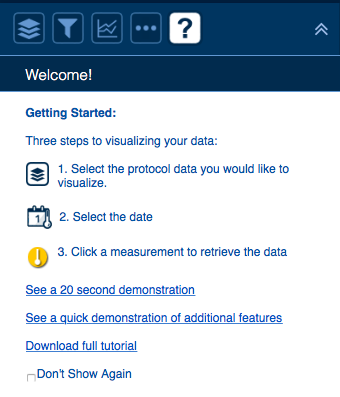 ?
Welcome!
Getting Started:
Three steps to visualizing your data:
1. Select the protocol data you would like to
visualize.
1
2. Select the date
3. Click a measurement to retrieve the data
See a 20 second demonstration
See a quick demonstration of additional features
Download full tutorial
Don't Show Again